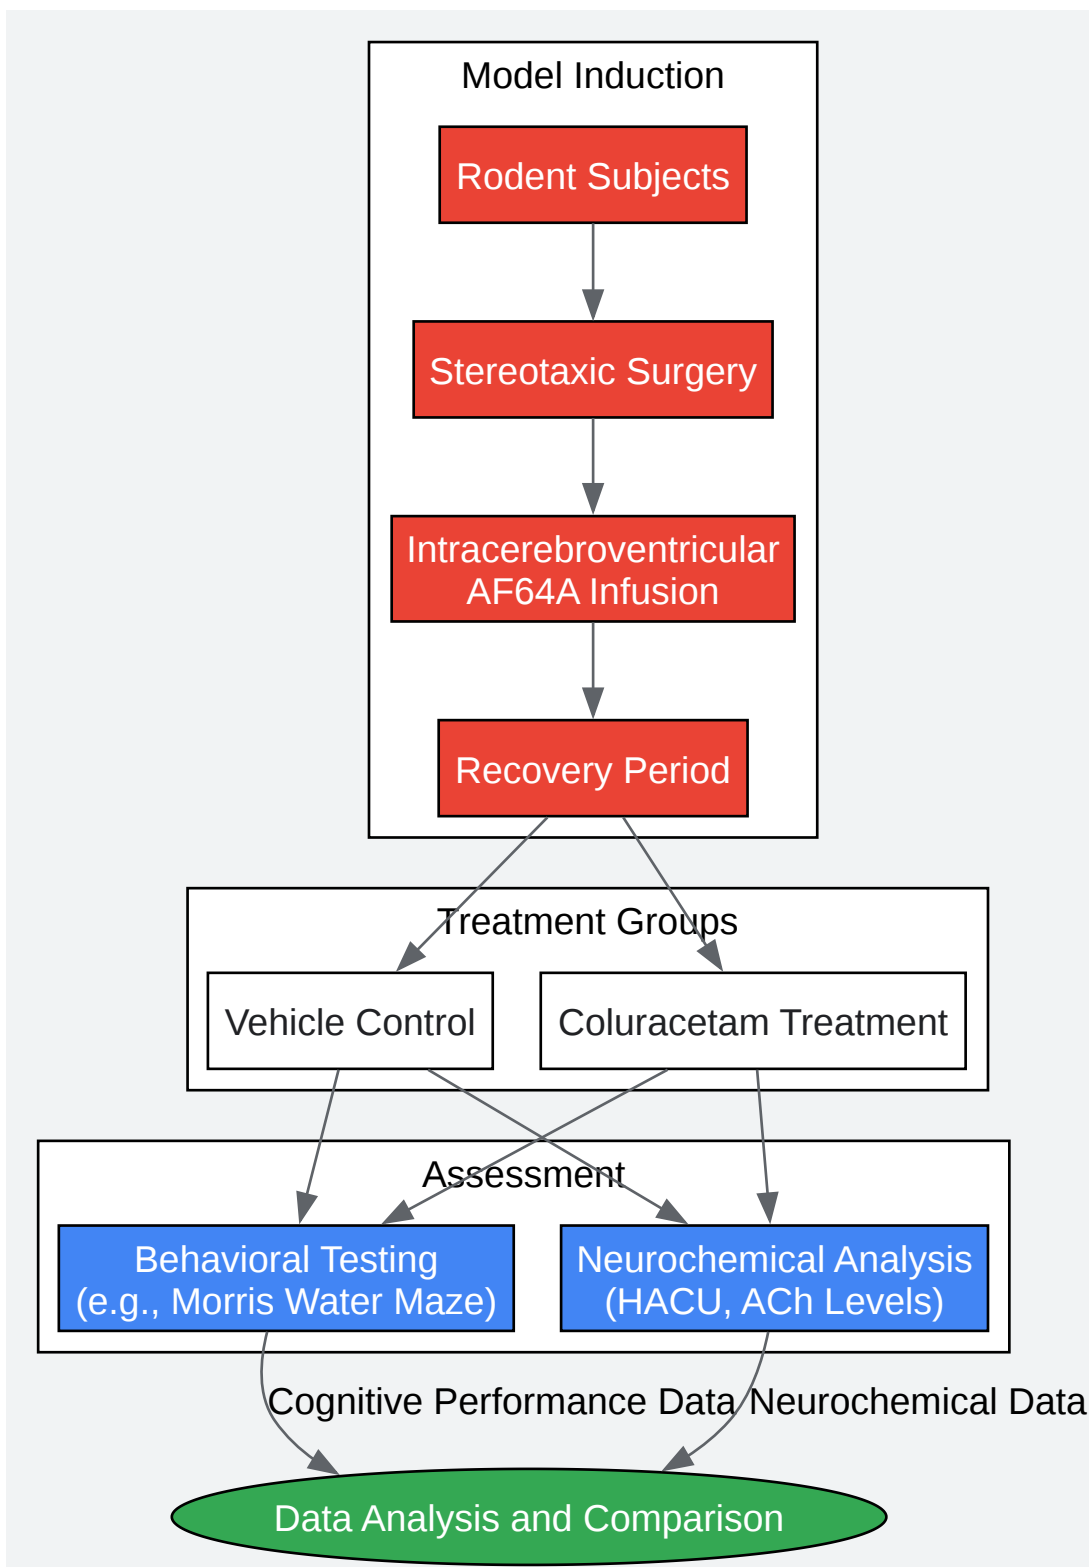 Model Induction
Rodent Subjects
Stereotaxic Surgery
Intracerebroventricular
AF64A Infusion
Recovery Period
Treatment Groups
Vehicle Control
Coluracetam Treatment
Assessment
Behavioral Testing
(e.g., Morris Water Maze)
Neurochemical Analysis
(HACU, ACh Levels)
Cognitive Performance Data
Neurochemical Data
Data Analysis and Comparison